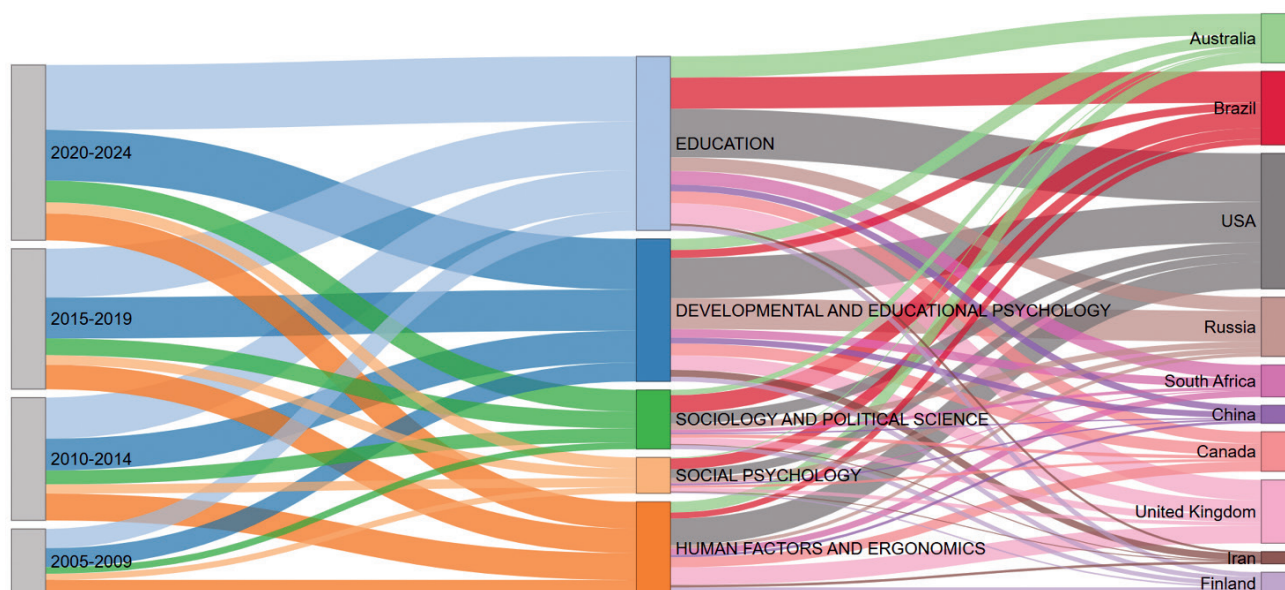 2020-2024
2015-2019
2010-2014
2005-2009
EDUCATION
DEVELOPMENTAL AND EDUCATIONAL PSYCHOLOGY
SOCIOLOGY AND POLITICAL SCIENCE
SOCIAL PSYCHOLOGY
HUMAN FACTORS AND ERGONOMICS
Australia
Brazil
USA
Russia
South Africa
China
Canada
United Kingdom
Iran
Finland